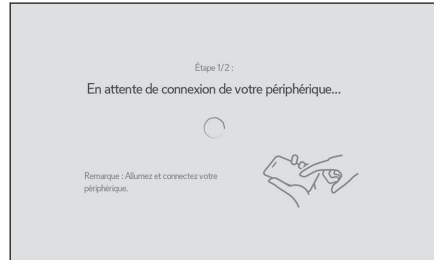 Étape 1/2 :
En attente de connexion de votre périphérique...
Remarque : Allumez et connectez votre
périphérique.